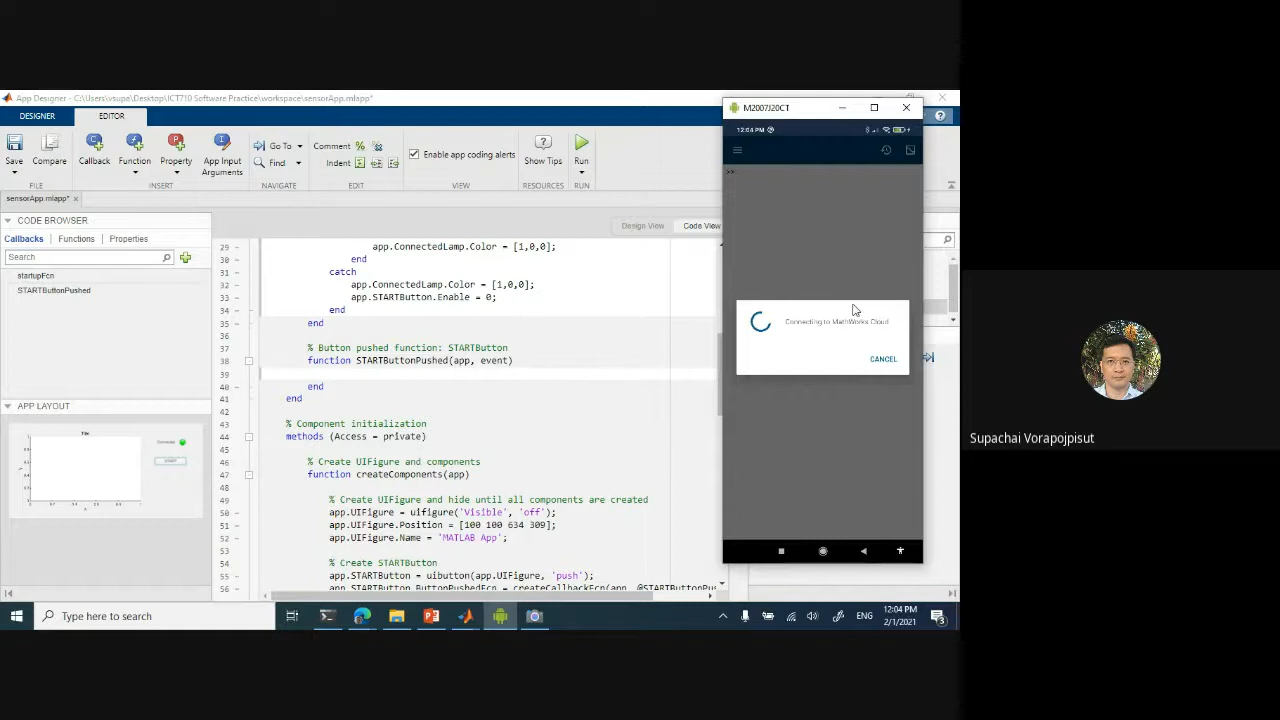 App Designer - C:\Users\vsupa\Desktop\ICT710 Software Practice\workspace\sensorApp.mlapp*
DESIGNER
EDITOR
Save
Compare
Callback
Function
Property
App Input
Arguments
Go To
Find
Comment
Indent
Enable app coding alerts
Show Tips
Run
FILE
INSERT
NAVIGATE
EDIT
VIEW
RESOURCES
RUN
sensorApp.mlapp*
CODE BROWSER
Callbacks
Functions
Properties
Search
startupFcn
STARTButtonPushed
APP LAYOUT
Design View
Code View
29 app.ConnectedLamp.Color = [1,0,0];
30 end
31 catch
32 app.ConnectedLamp.Color = [1,0,0];
33 app.STARTButton.Enable = 0;
34 end
35 end
36
37 % Button pushed function: STARTButton
38 function STARTButtonPushed(app, event)
39
40 end
41 end
42
43 % Component initialization
44 methods (Access = private)
45
46 % Create UIFigure and components
47 function createComponents(app)
48
49 % Create UIFigure and hide until all components are created
50 app.UIFigure = uifigure('Visible', 'off');
51 app.UIFigure.Position = [100 100 634 309];
52 app.UIFigure.Name = 'MATLAB App';
53
54 % Create STARTButton
55 app.STARTButton = uibutton(app.UIFigure, 'push');
56 app.STARTButton.ButtonPushedFcn = createCallbackFcn(app, @STARTButtonPu
M2007J20CT
12:04 PM
>>
Connecting to MathWorks Cloud
CANCEL
Supachai Vorapojpisut
Type here to search
ENG
12:04 PM
2/1/2021
3